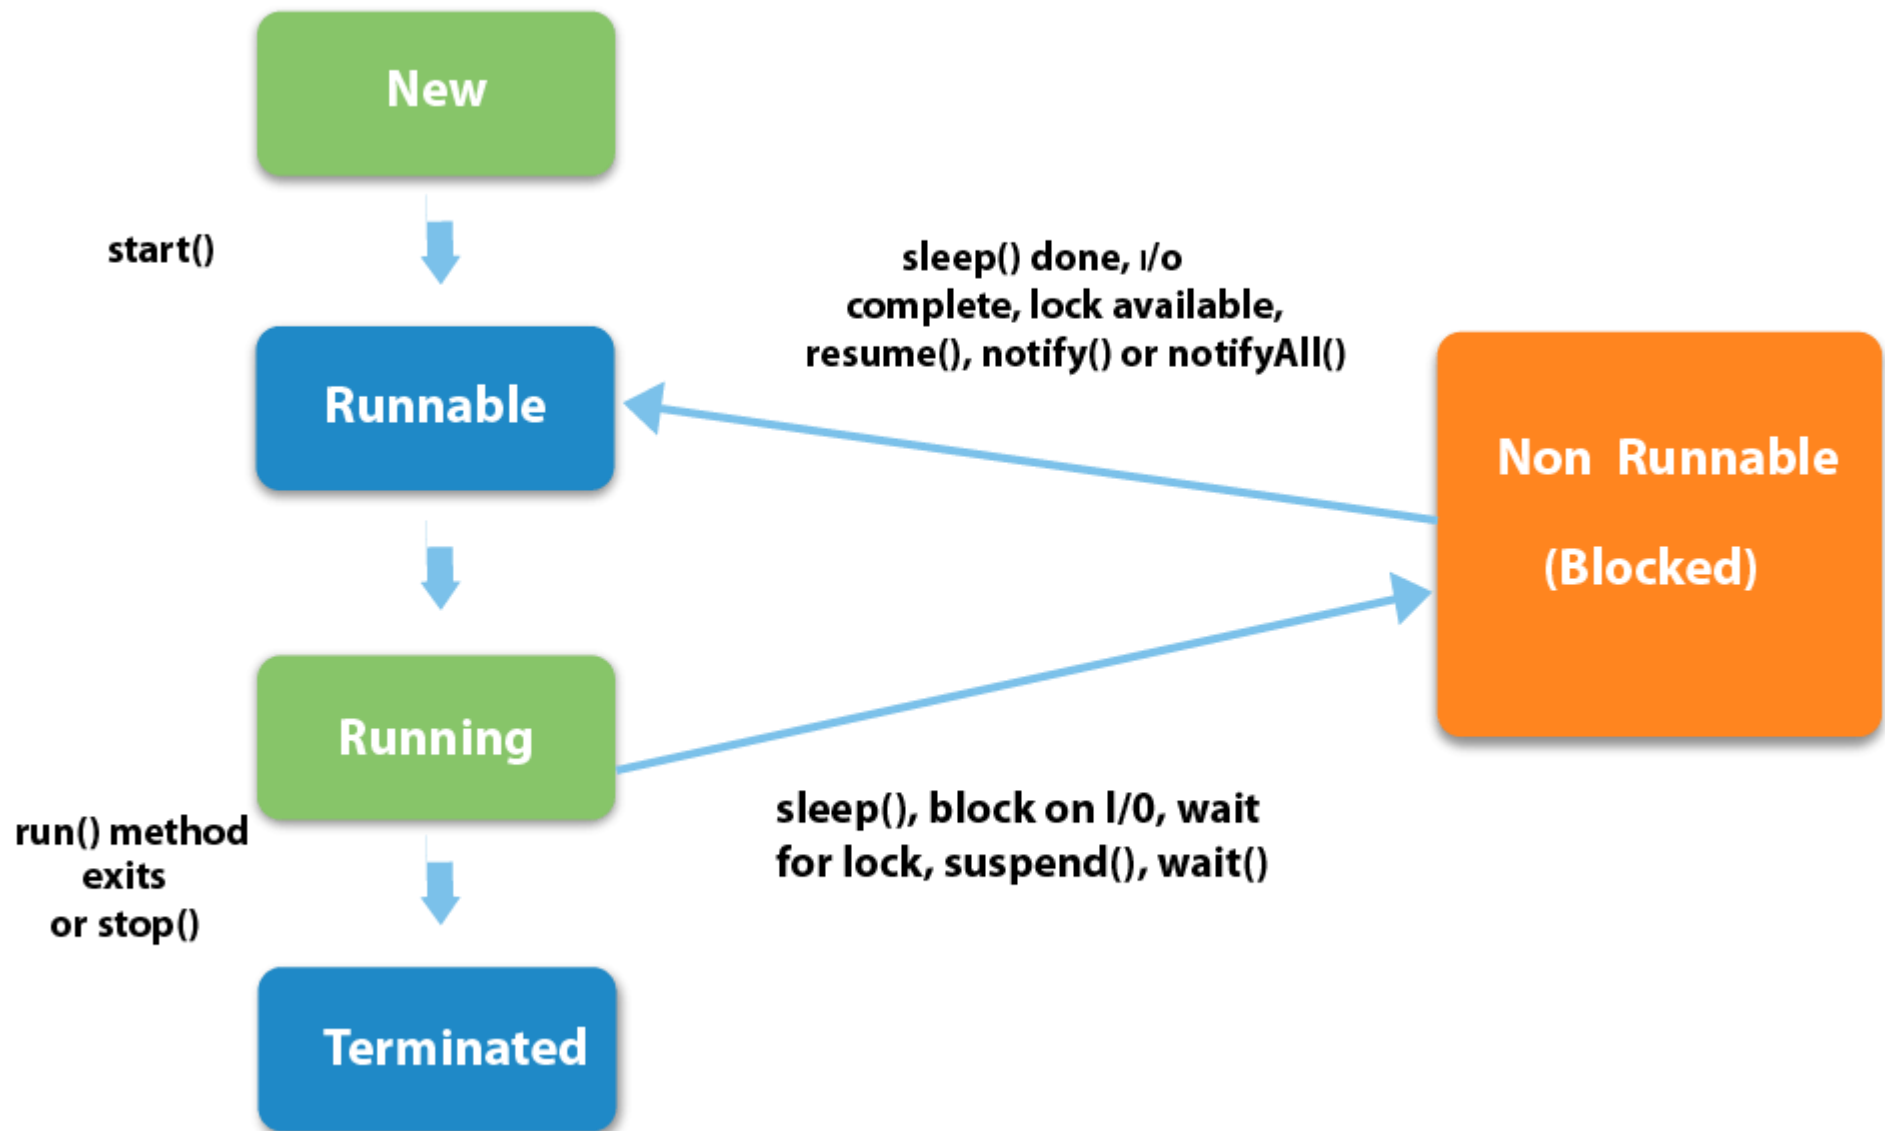 New
start()
sleep() done, ı/o
complete, lock available,
resume(), notify() or notifyAll()
Runnable
Non Runnable
(Blocked)
Running
sleep(), block on l/0, wait
for lock, suspend(), wait()
run() method
exits
or stop()
Terminated